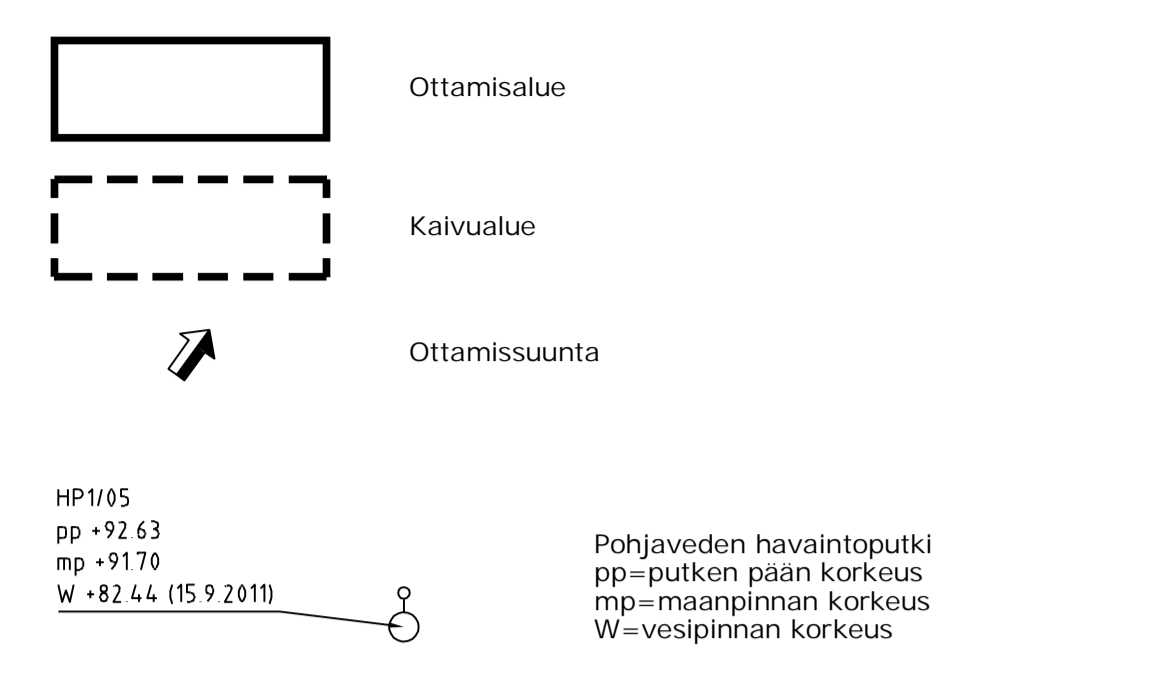 Ottamisalue
Kaivualue
Ottamissuunta
HP1/05
pp +92.63
mp +91.70
W +82.44 (15.9.2011)
Pohjaveden havaintoputki
pp=putken pään korkeus
mp=maanpinnan korkeus
W=vesipinnan korkeus